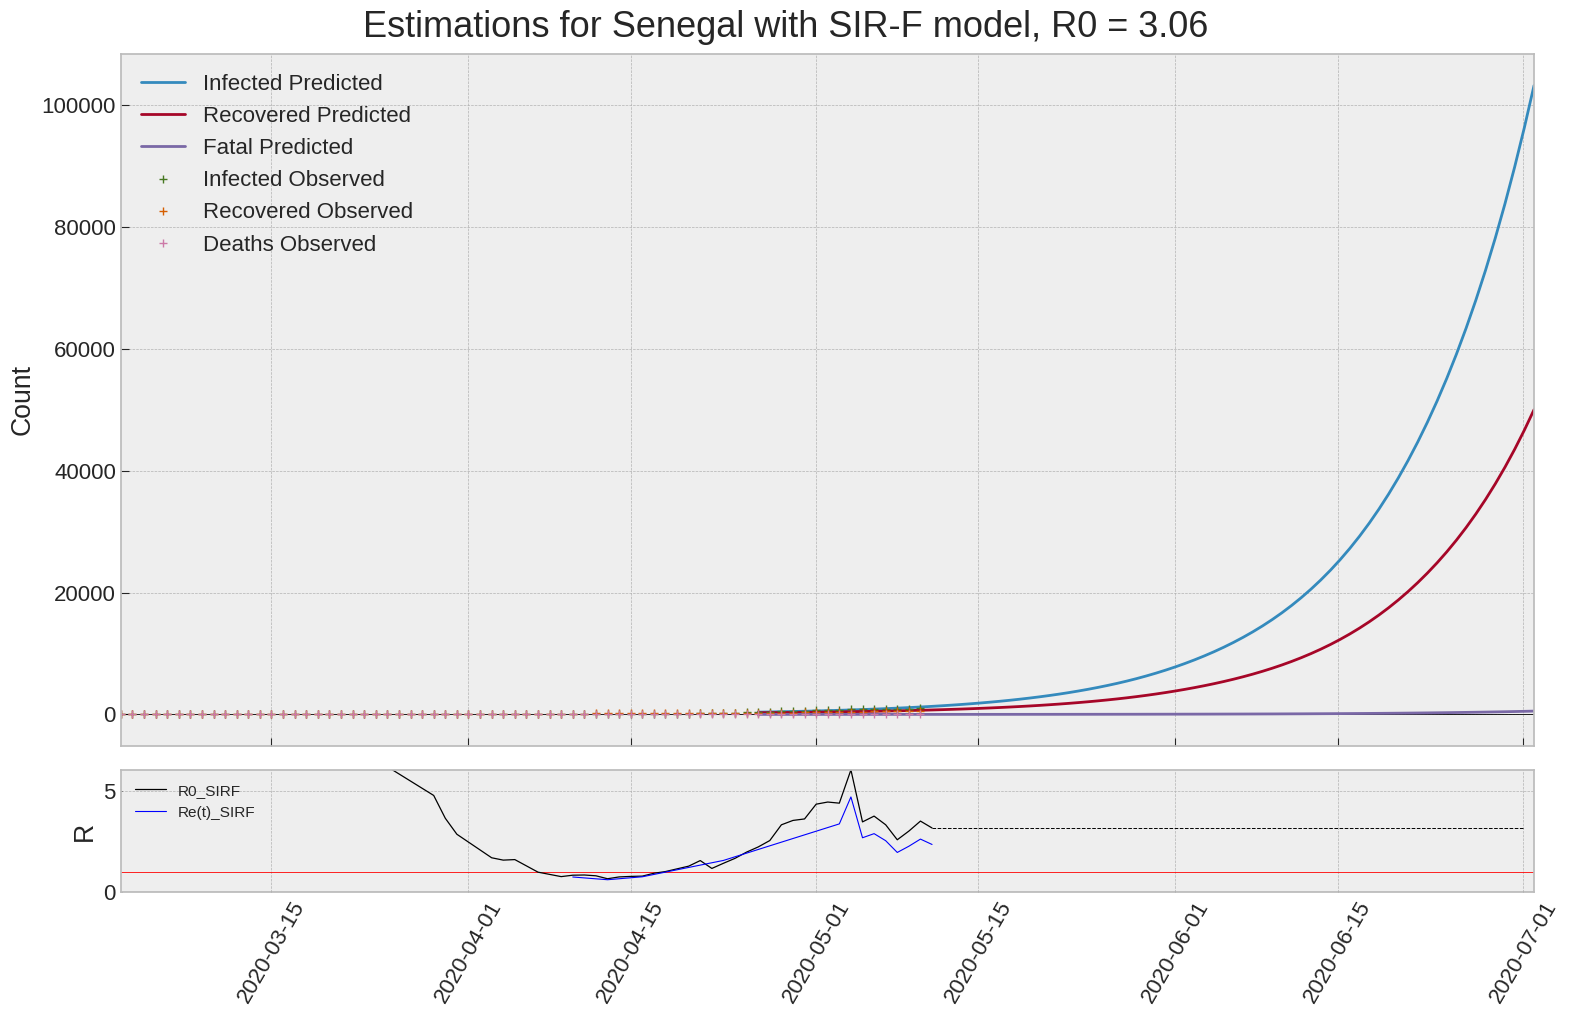 Estimations for Senegal with SIR-F model, R0 = 3.06
Infected Predicted
Recovered Predicted
Fatal Predicted
Infected Observed
Recovered Observed
Deaths Observed
100000
80000
60000
40000
20000
0
Count
R0_SIRF
Re(t)_SIRF
5
0
R
2020-03-15
2020-04-01
2020-04-15
2020-05-01
2020-05-15
2020-06-01
2020-06-15
2020-07-01